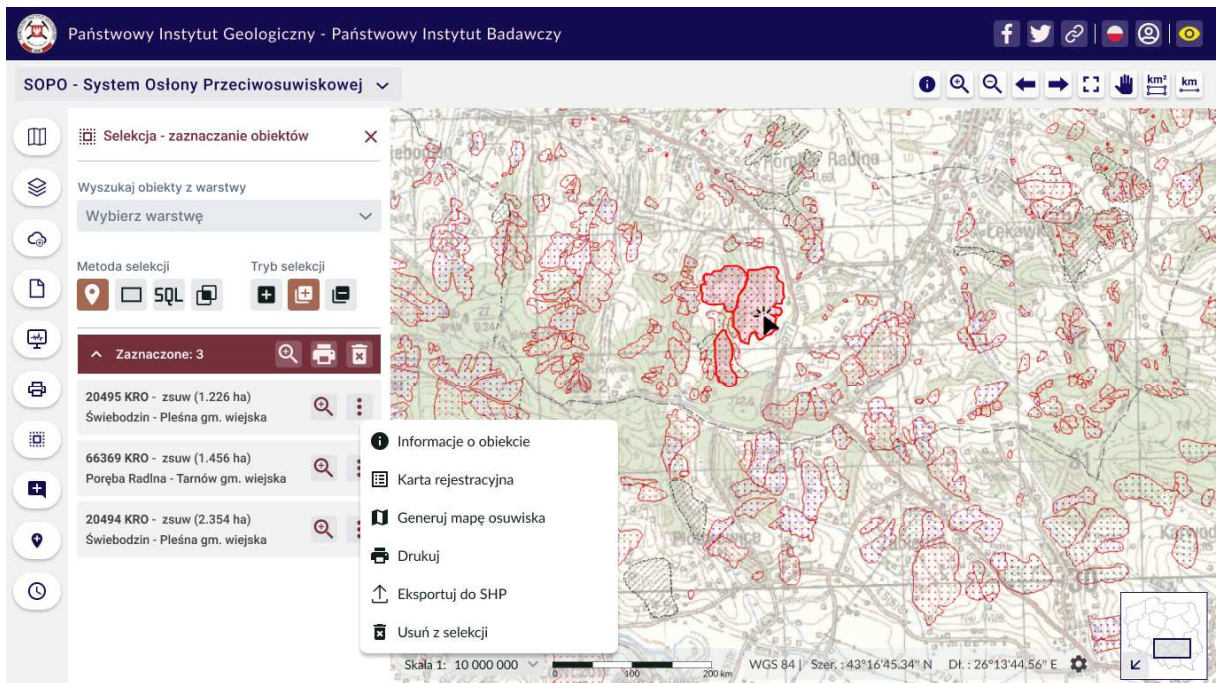 Państwowy Instytut Geologiczny - Państwowy Instytut Badawczy
SOPO - System Osłony Przeciwosuwiskowej
km²
km
Selekcja - zaznaczanie obiektów
Wyszukaj obiekty z warstwy
Wybierz warstwę
Metoda selekcji
Tryb selekcji
SQL
Zaznaczone: 3
20495 KRO - zsuw (1.226 ha)
Świebodzin - Pleśna gm. wiejska
66369 KRO - zsuw (1.456 ha)
Poręba Radlna - Tarnów gm. wiejska
20494 KRO - zsuw (2.354 ha)
Świebodzin - Pleśna gm. wiejska
Informacje o obiekcie
Karta rejestracyjna
Generuj mapę osuwiska
Drukuj
Eksportuj do SHP
Usuń z selekcji
Radlna
Skala 1: 10 000 000
0 100 200 km
WGS 84 | Szer. : 43°16'45.34" N Dł. : 26°13'44.56" E